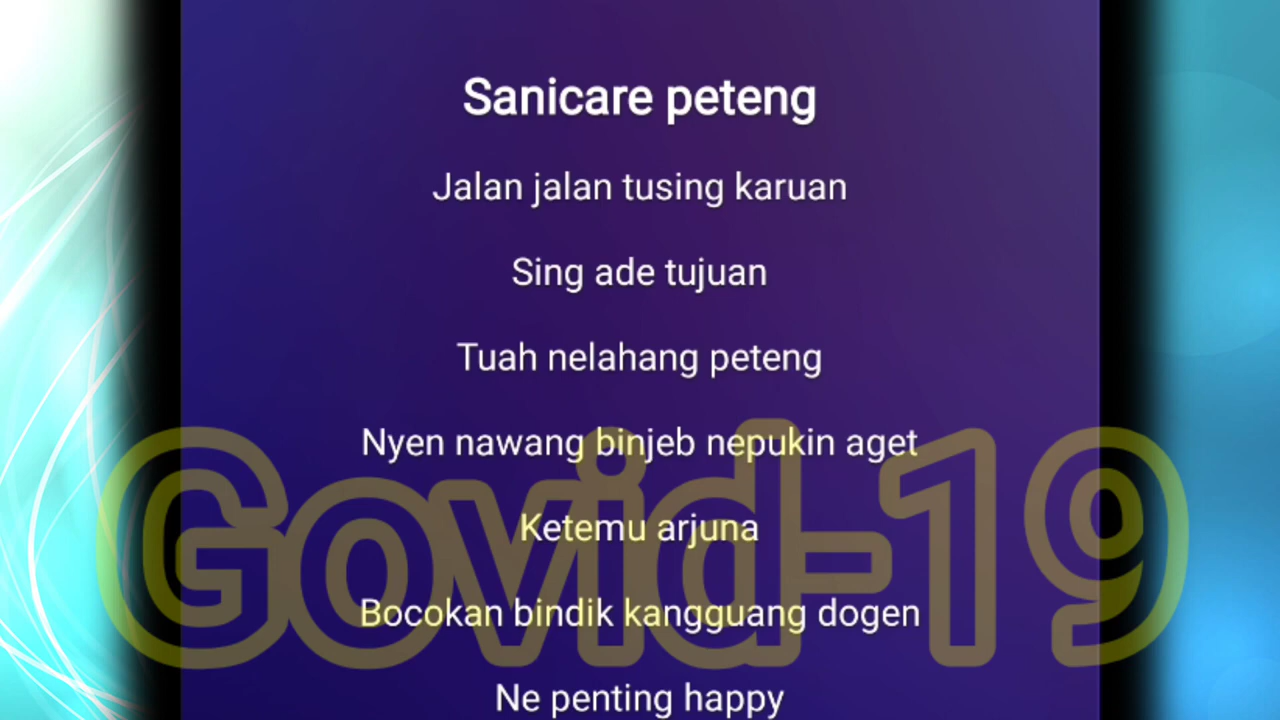 Sanicare peteng
Jalan jalan tusing karuan
Sing ade tujuan
Tuah nelahang peteng
Nyen nawang binjeb nepukin aget
Ketemu arjuna
Bocokan bindik kangguang dogen
Ne penting happy
Govid-19